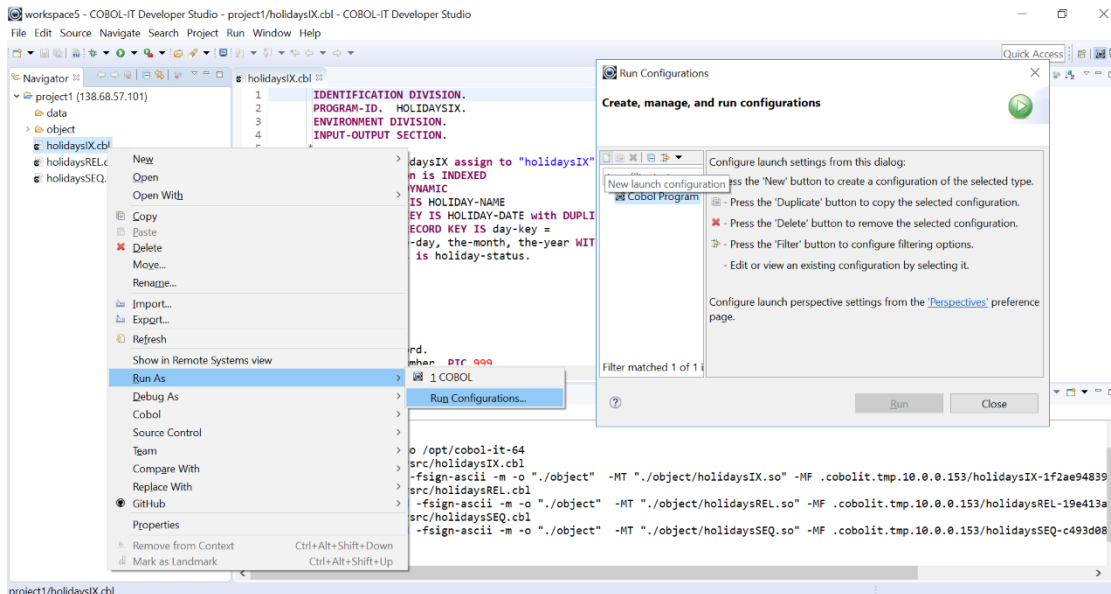 workspace5 - COBOL-IT Developer Studio - project1/holidaysIX.cbl - COBOL-IT Developer Studio
File Edit Source Navigate Search Project Run Window Help
Quick Access
Navigator
project1 (138.68.57.101)
data
object
holidaysIX.cbl
holidaysREL.c
holidaysSEQ.
holidaysIX.cbl
1 IDENTIFICATION DIVISION.
2 PROGRAM-ID. HOLIDAYSIX.
3 ENVIRONMENT DIVISION.
4 INPUT-OUTPUT SECTION.
daysIX assign to "holidaysIX"
n is INDEXED
YNAMIC
IS HOLIDAY-NAME
EY IS HOLIDAY-DATE with DUPLI
ECORD KEY IS day-key =
-day, the-month, the-year WIT
is holiday-status.
rd.
mber PIC 999
New
Open
Open With
Copy
Paste
Delete
Move...
Rename...
Import...
Export...
Refresh
Show in Remote Systems view
Run As
Debug As
Cobol
Source Control
Team
Compare With
Replace With
GitHub
Properties
Remove from Context Ctrl+Alt+Shift+Down
Mark as Landmark Ctrl+Alt+Shift+Up
1 COBOL
Run Configurations...
Run Configurations
Create, manage, and run configurations
New launch configuration
Cobol Program
Filter matched 1 of 1 i
Configure launch settings from this dialog:
ess the 'New' button to create a configuration of the selected type.
- Press the 'Duplicate' button to copy the selected configuration.
- Press the 'Delete' button to remove the selected configuration.
- Press the 'Filter' button to configure filtering options.
- Edit or view an existing configuration by selecting it.
Configure launch perspective settings from the 'Perspectives' preference
page.
Run
Close
o /opt/cobol-it-64
src/holidaysIX.cbl
-fsign-ascii -m -o "./object" -MT "./object/holidaysIX.so" -MF .cobolit.tmp.10.0.0.153/holidaysIX-1f2ae94839
src/holidaysREL.cbl
-fsign-ascii -m -o "./object" -MT "./object/holidaysREL.so" -MF .cobolit.tmp.10.0.0.153/holidaysREL-19e413a
src/holidaysSEQ.cbl
-fsign-ascii -m -o "./object" -MT "./object/holidaysSEQ.so" -MF .cobolit.tmp.10.0.0.153/holidaysSEQ-c493d08
project1/holidaysIX.cbl